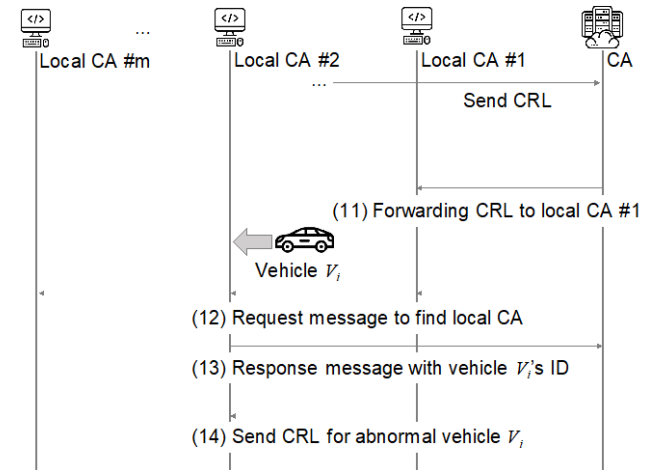 ...
Local CA #m
Local CA #2
Local CA #1
CA
...
Send CRL
(11) Forwarding CRL to local CA #1
Vehicle Vi
(12) Request message to find local CA
(13) Response message with vehicle Vi's ID
(14) Send CRL for abnormal vehicle Vi